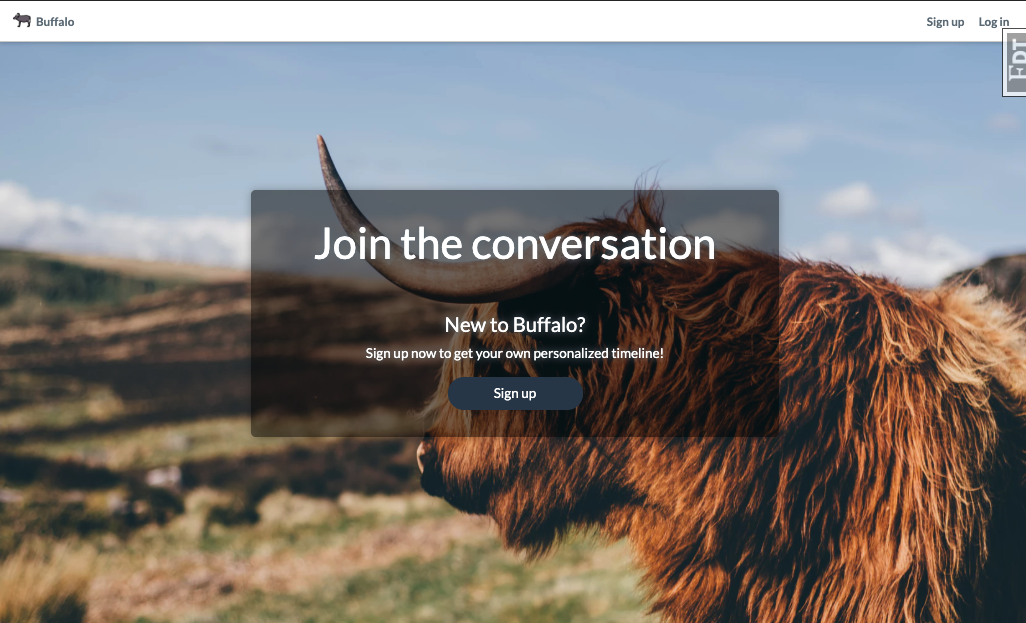 Buffalo
Sign up
Log in
EDT
Join the conversation
New to Buffalo?
Sign up now to get your own personalized timeline!
Sign up